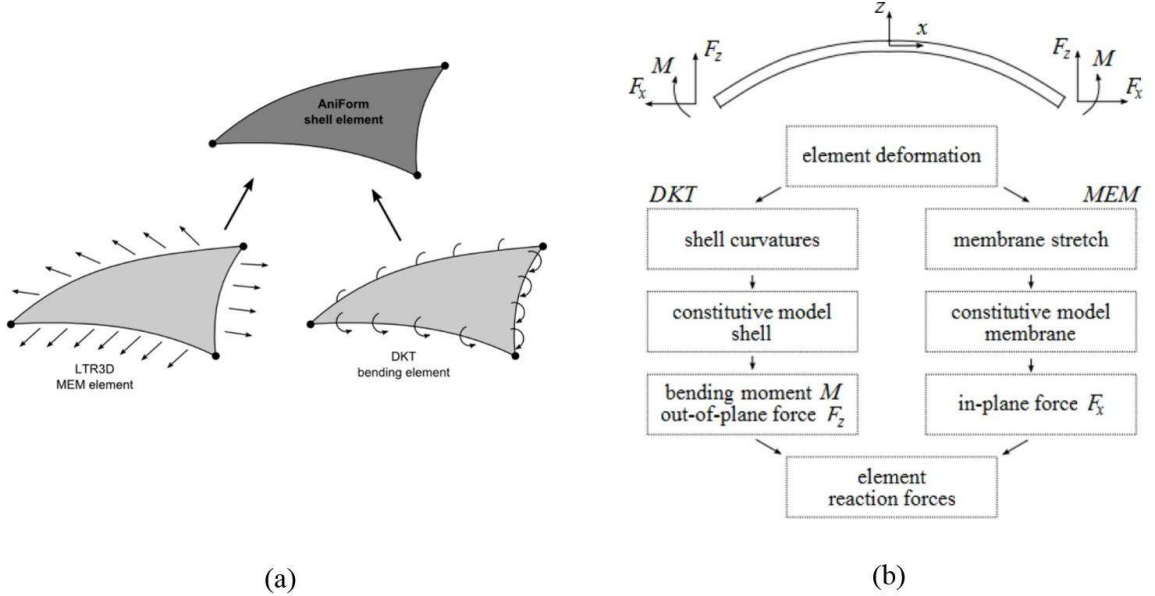 AniForm
shell element
LTR3D
MEM element
DKT
bending element
(a)
z
x
F_z
M
F_x
F_z
M
F_x
element deformation
DKT
MEM
shell curvatures
membrane stretch
constitutive model
shell
constitutive model
membrane
bending moment M
out-of-plane force F_z
in-plane force F_x
element
reaction forces
(b)